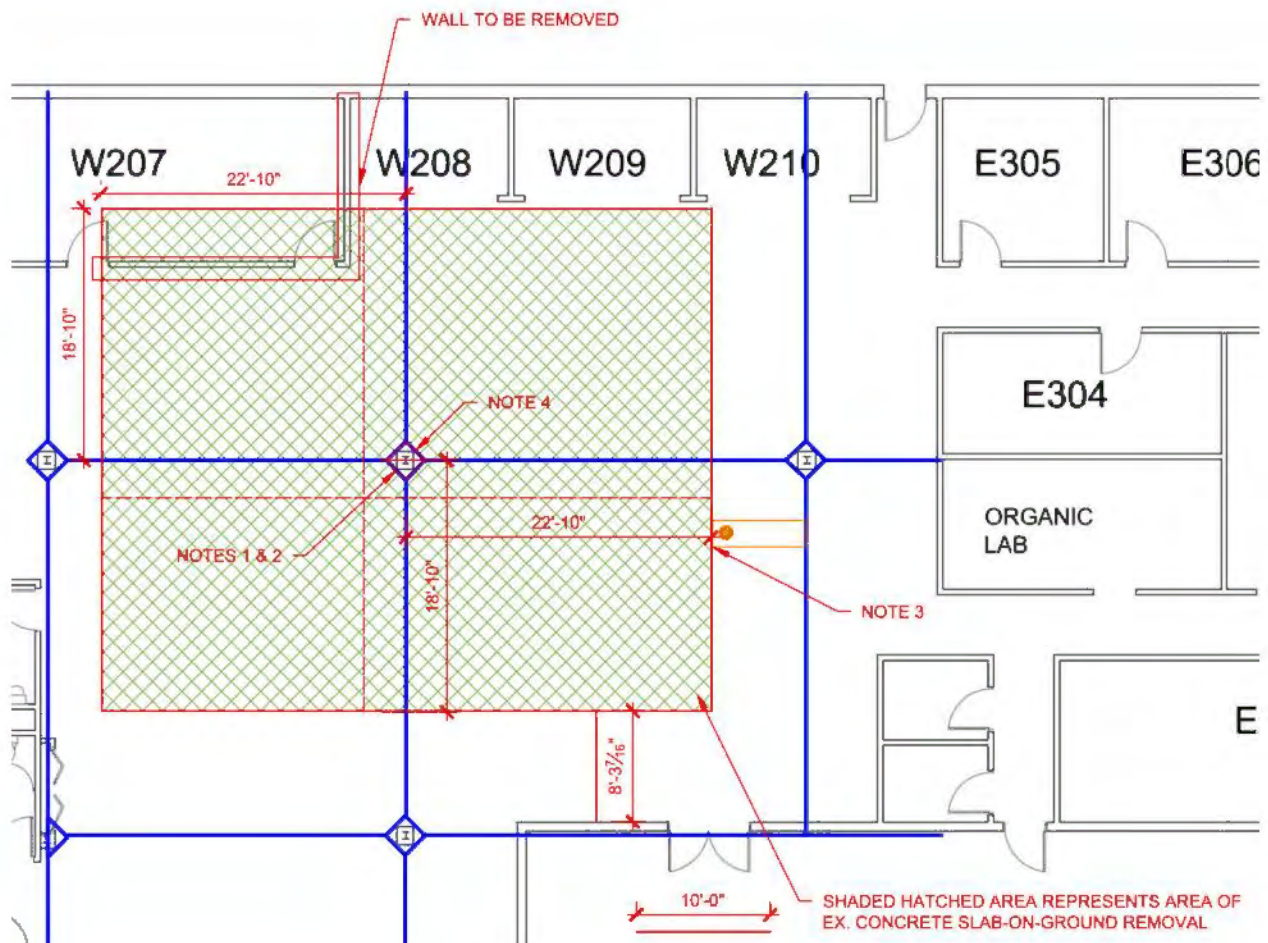 WALL TO BE REMOVED
W207
W208
W209
W210
E305
E306
22'-10"
18'-10"
E304
NOTE 4
ORGANIC
LAB
22'-10"
NOTES 1 & 2
18'-10"
NOTE 3
E
8'-3 7/16"
10'-0"
SHADED HATCHED AREA REPRESENTS AREA OF
EX. CONCRETE SLAB-ON-GROUND REMOVAL